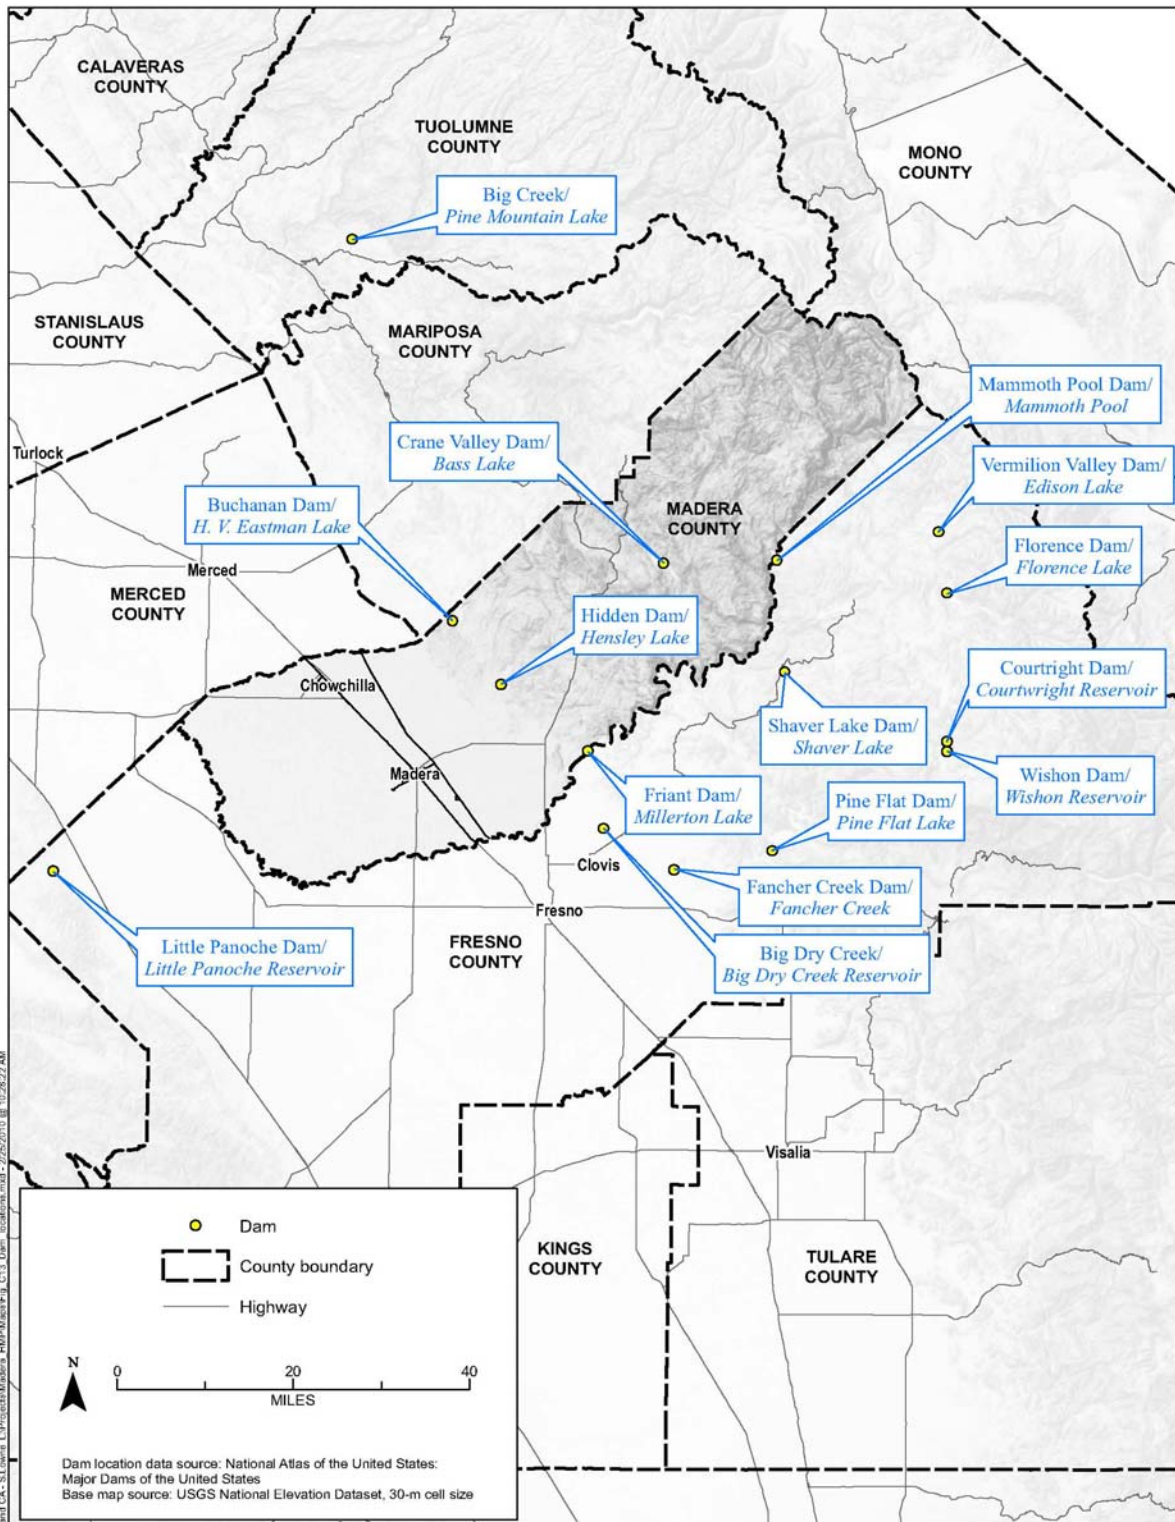 CALAVERAS
COUNTY
TUOLUMNE
COUNTY
MONO
COUNTY
Big Creek/
Pine Mountain Lake
STANISLAUS
COUNTY
MARIPOSA
COUNTY
Mammoth Pool Dam/
Mammoth Pool
Turlock
Crane Valley Dam/
Bass Lake
Vermilion Valley Dam/
Edison Lake
Buchanan Dam/
H. V. Eastman Lake
MADERA
COUNTY
Florence Dam/
Florence Lake
Merced
MERCED
COUNTY
Hidden Dam/
Hensley Lake
Courtright Dam/
Courtwright Reservoir
Chowchilla
Shaver Lake Dam/
Shaver Lake
Wishon Dam/
Wishon Reservoir
Madera
Friant Dam/
Millerton Lake
Pine Flat Dam/
Pine Flat Lake
Clovis
Fancher Creek Dam/
Fancher Creek
Fresno
Little Panoche Dam/
Little Panoche Reservoir
FRESNO
COUNTY
Big Dry Creek/
Big Dry Creek Reservoir
Visalia
KINGS
COUNTY
TULARE
COUNTY
Dam
County boundary
Highway
N
0 20 40
MILES
Dam location data source: National Atlas of the United States:
Major Dams of the United States
Base map source: USGS National Elevation Dataset, 30-m cell size